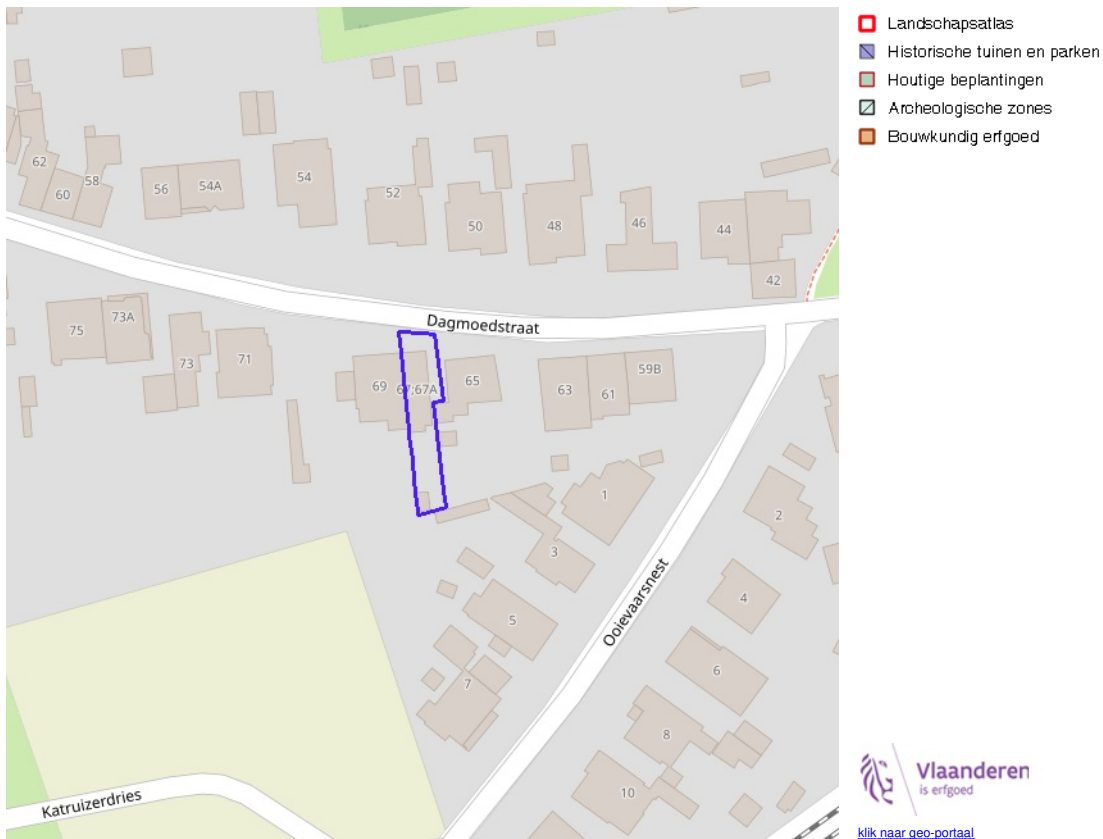 Landschapsatlas
Historische tuinen en parken
Houtige beplantingen
Archeologische zones
Bouwkundig erfgoed
62
60
58
56
54A
54
52
50
48
46
44
42
Dagmoedstraat
75
73A
73
71
69
67;67A
65
63
61
59B
1
2
3
4
5
6
7
8
10
Ooievaarsnest
Katruizerdries
Vlaanderen
is erfgoed
klik naar geo-portaal